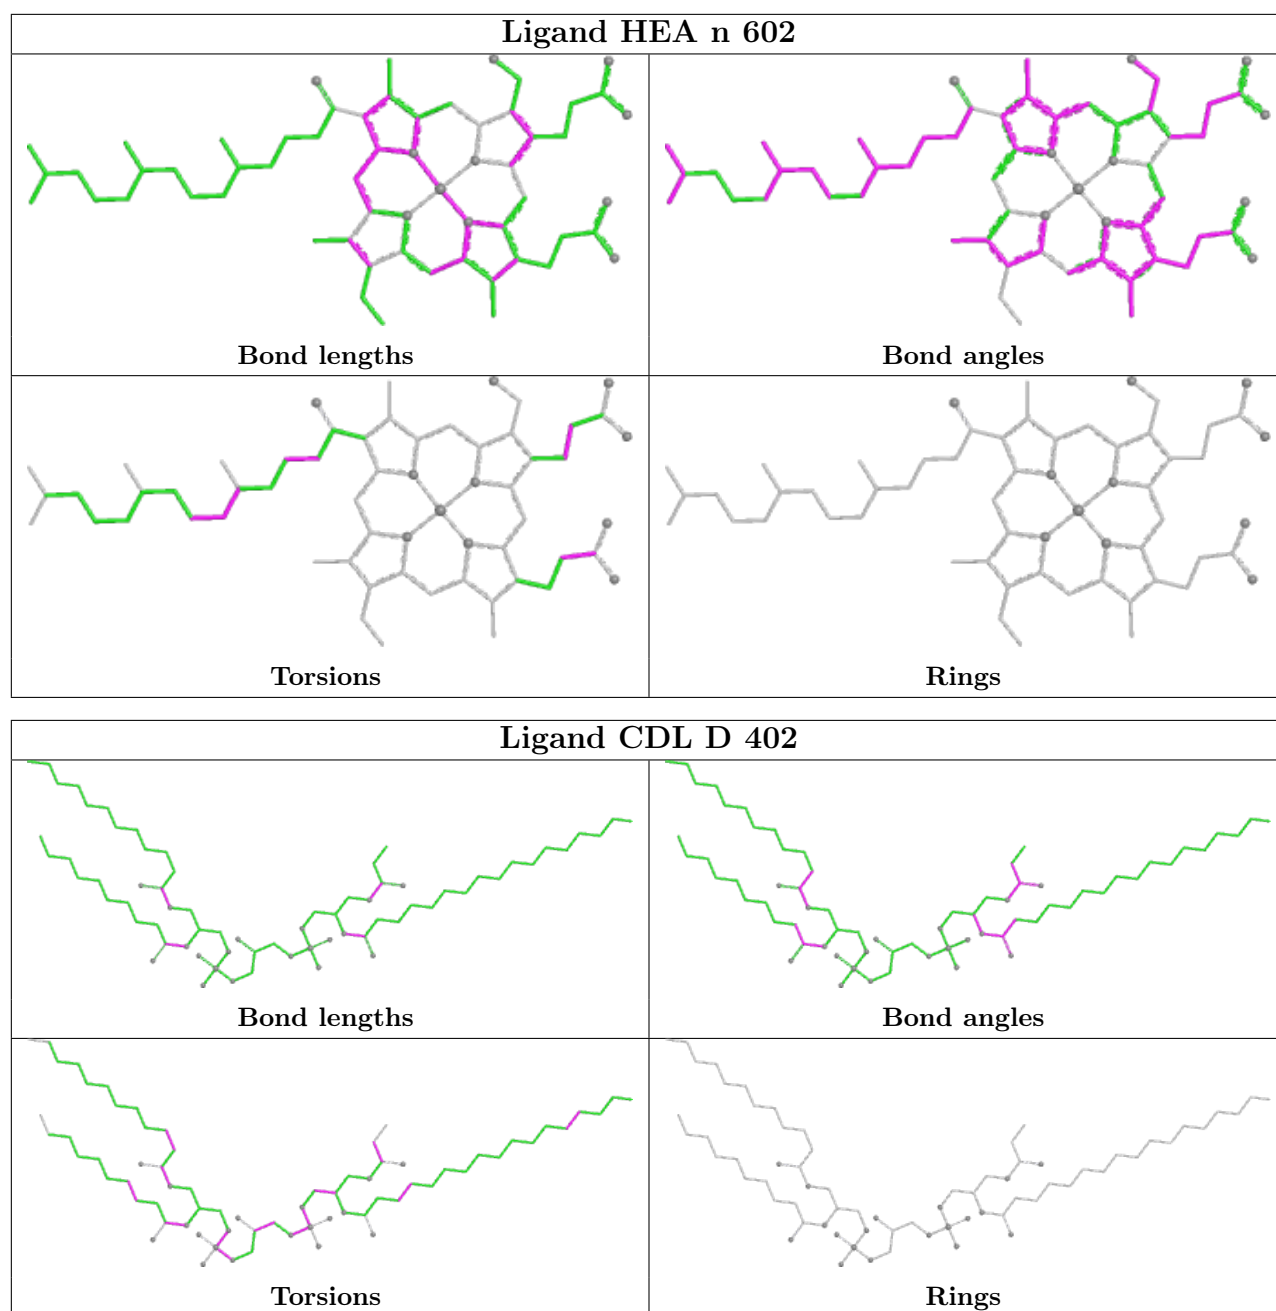 Ligand HEA n 602
Bond lengths
Bond angles
Torsions
Rings
Ligand CDL D 402
Bond lengths
Bond angles
Torsions
Rings